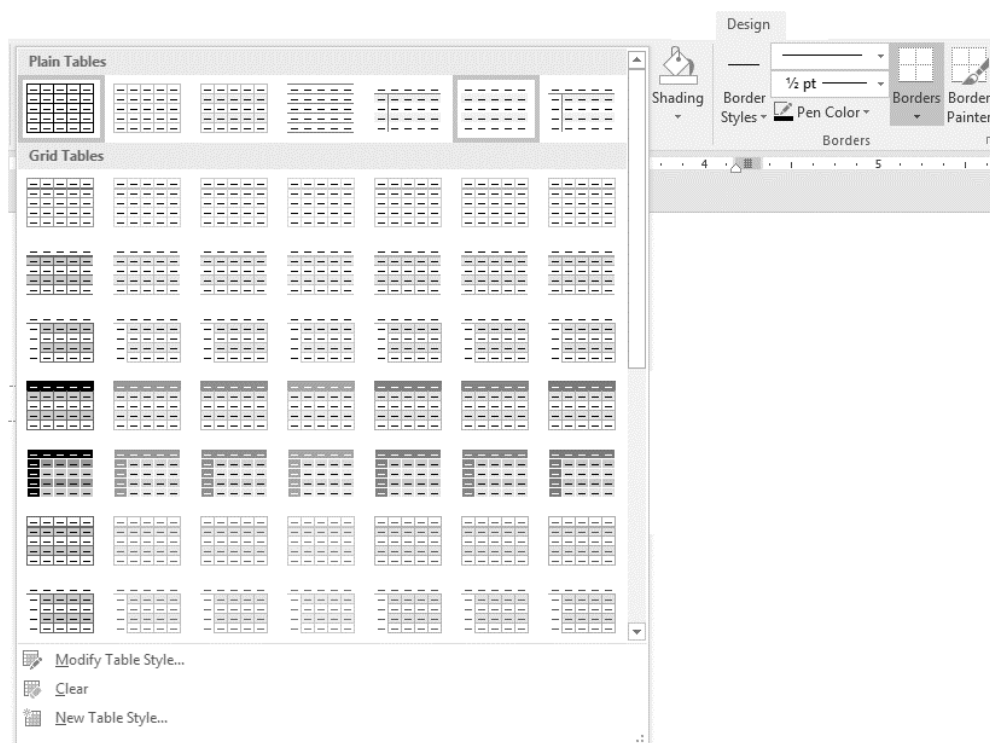 Design
Plain Tables
Grid Tables
Shading
Border
Styles
½ pt
Pen Color
Borders
Border
Painter
Borders
4
5
Modify Table Style...
Clear
New Table Style...